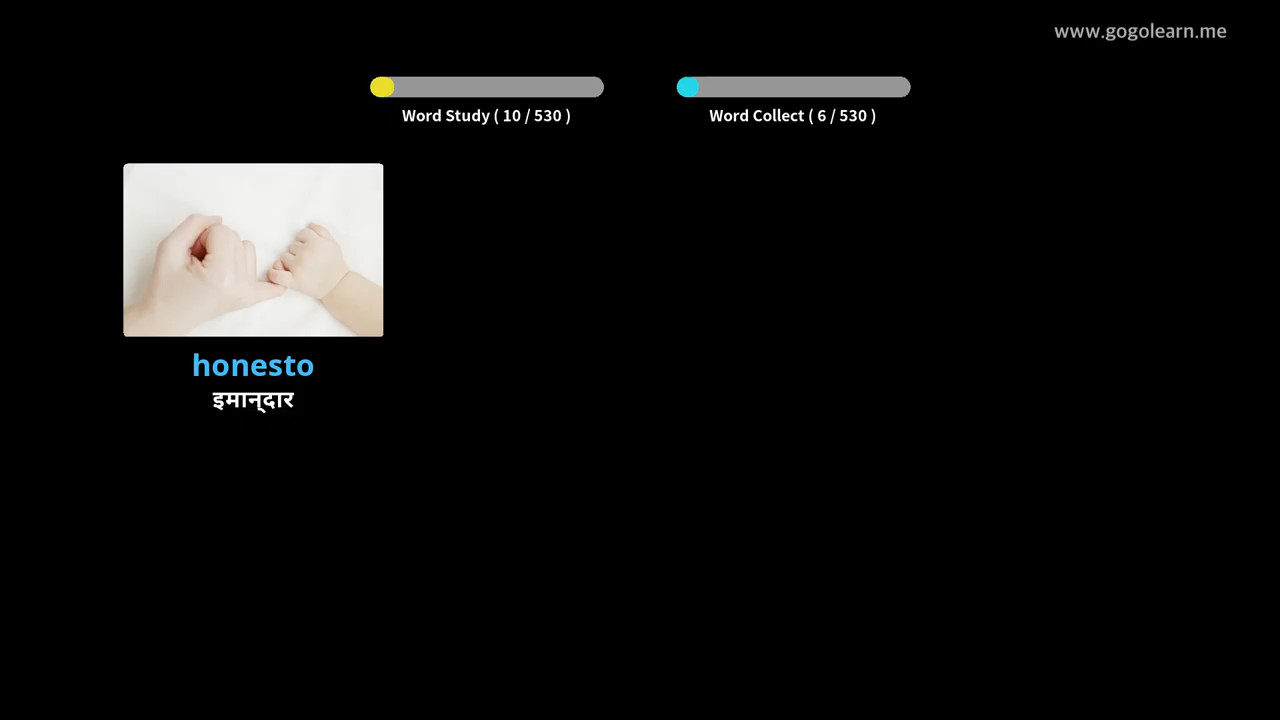 www.gogolearn.me
Word Study ( 10 / 530 )
Word Collect ( 6 / 530 )
honesto
इमान्‌दार